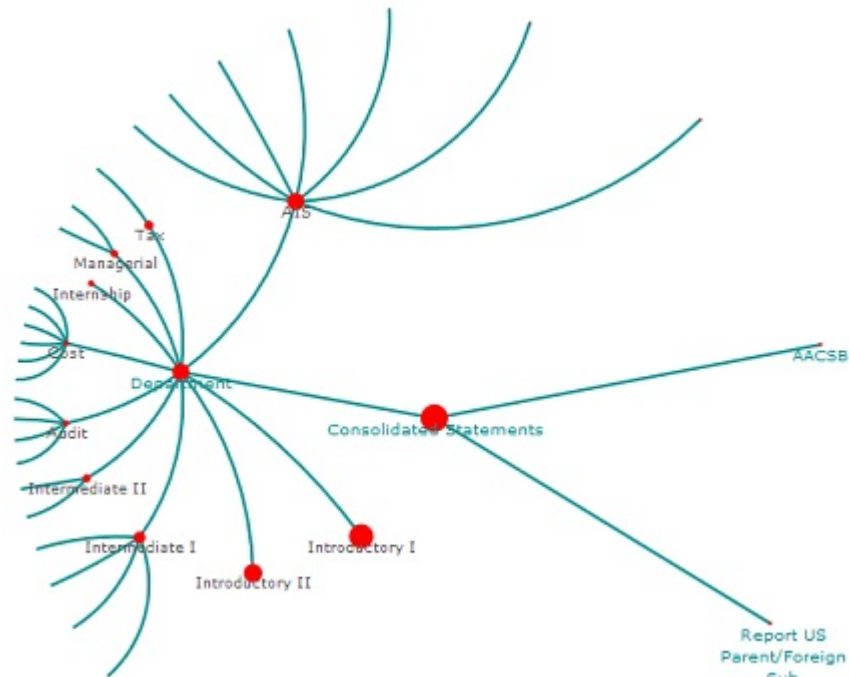 AIS
Tax
Managerial
Internship
Cost
AACSB
Department
Consolidated Statements
Audit
Intermediate II
Intermediate I
Introductory I
Introductory II
Report US
Parent/Foreign
Sub